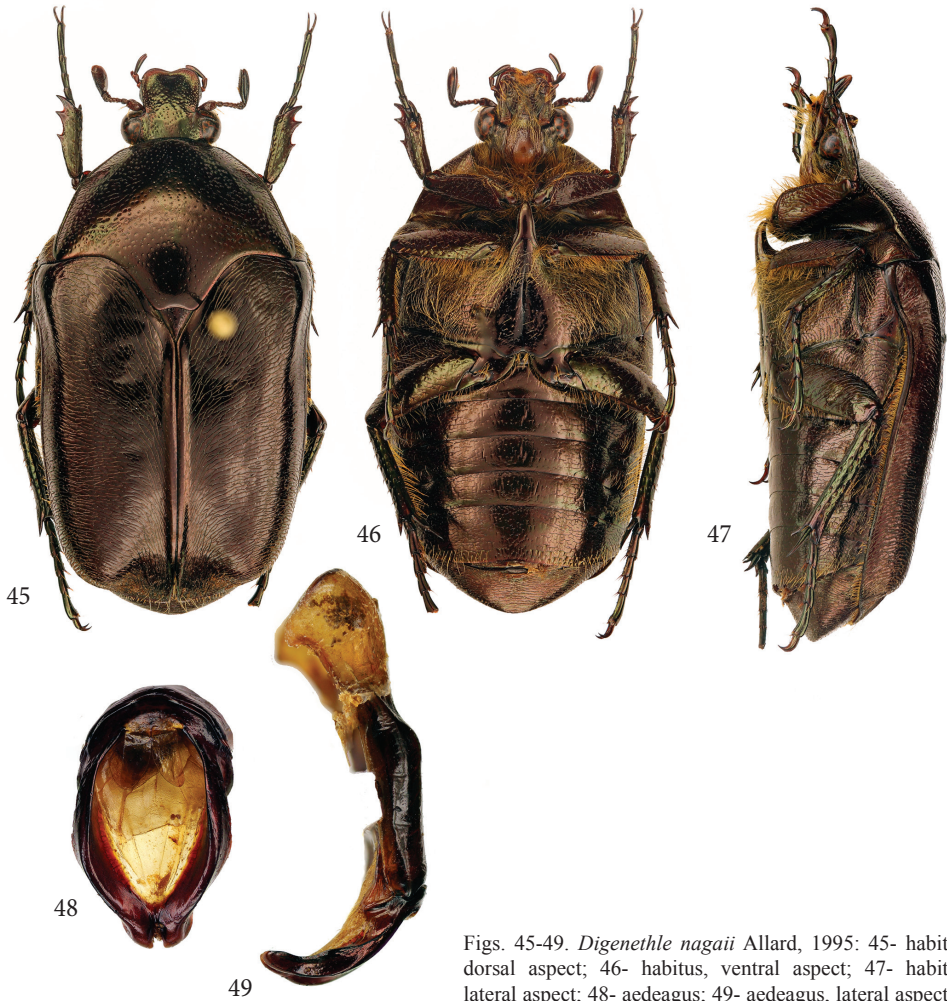 45
46
47
48
49
Figs. 45-49. Digenethle nagaii Allard, 1995: 45- habit
dorsal aspect; 46- habitus, ventral aspect; 47- habit
lateral aspect; 48- aedeagus; 49- aedeagus, lateral aspect